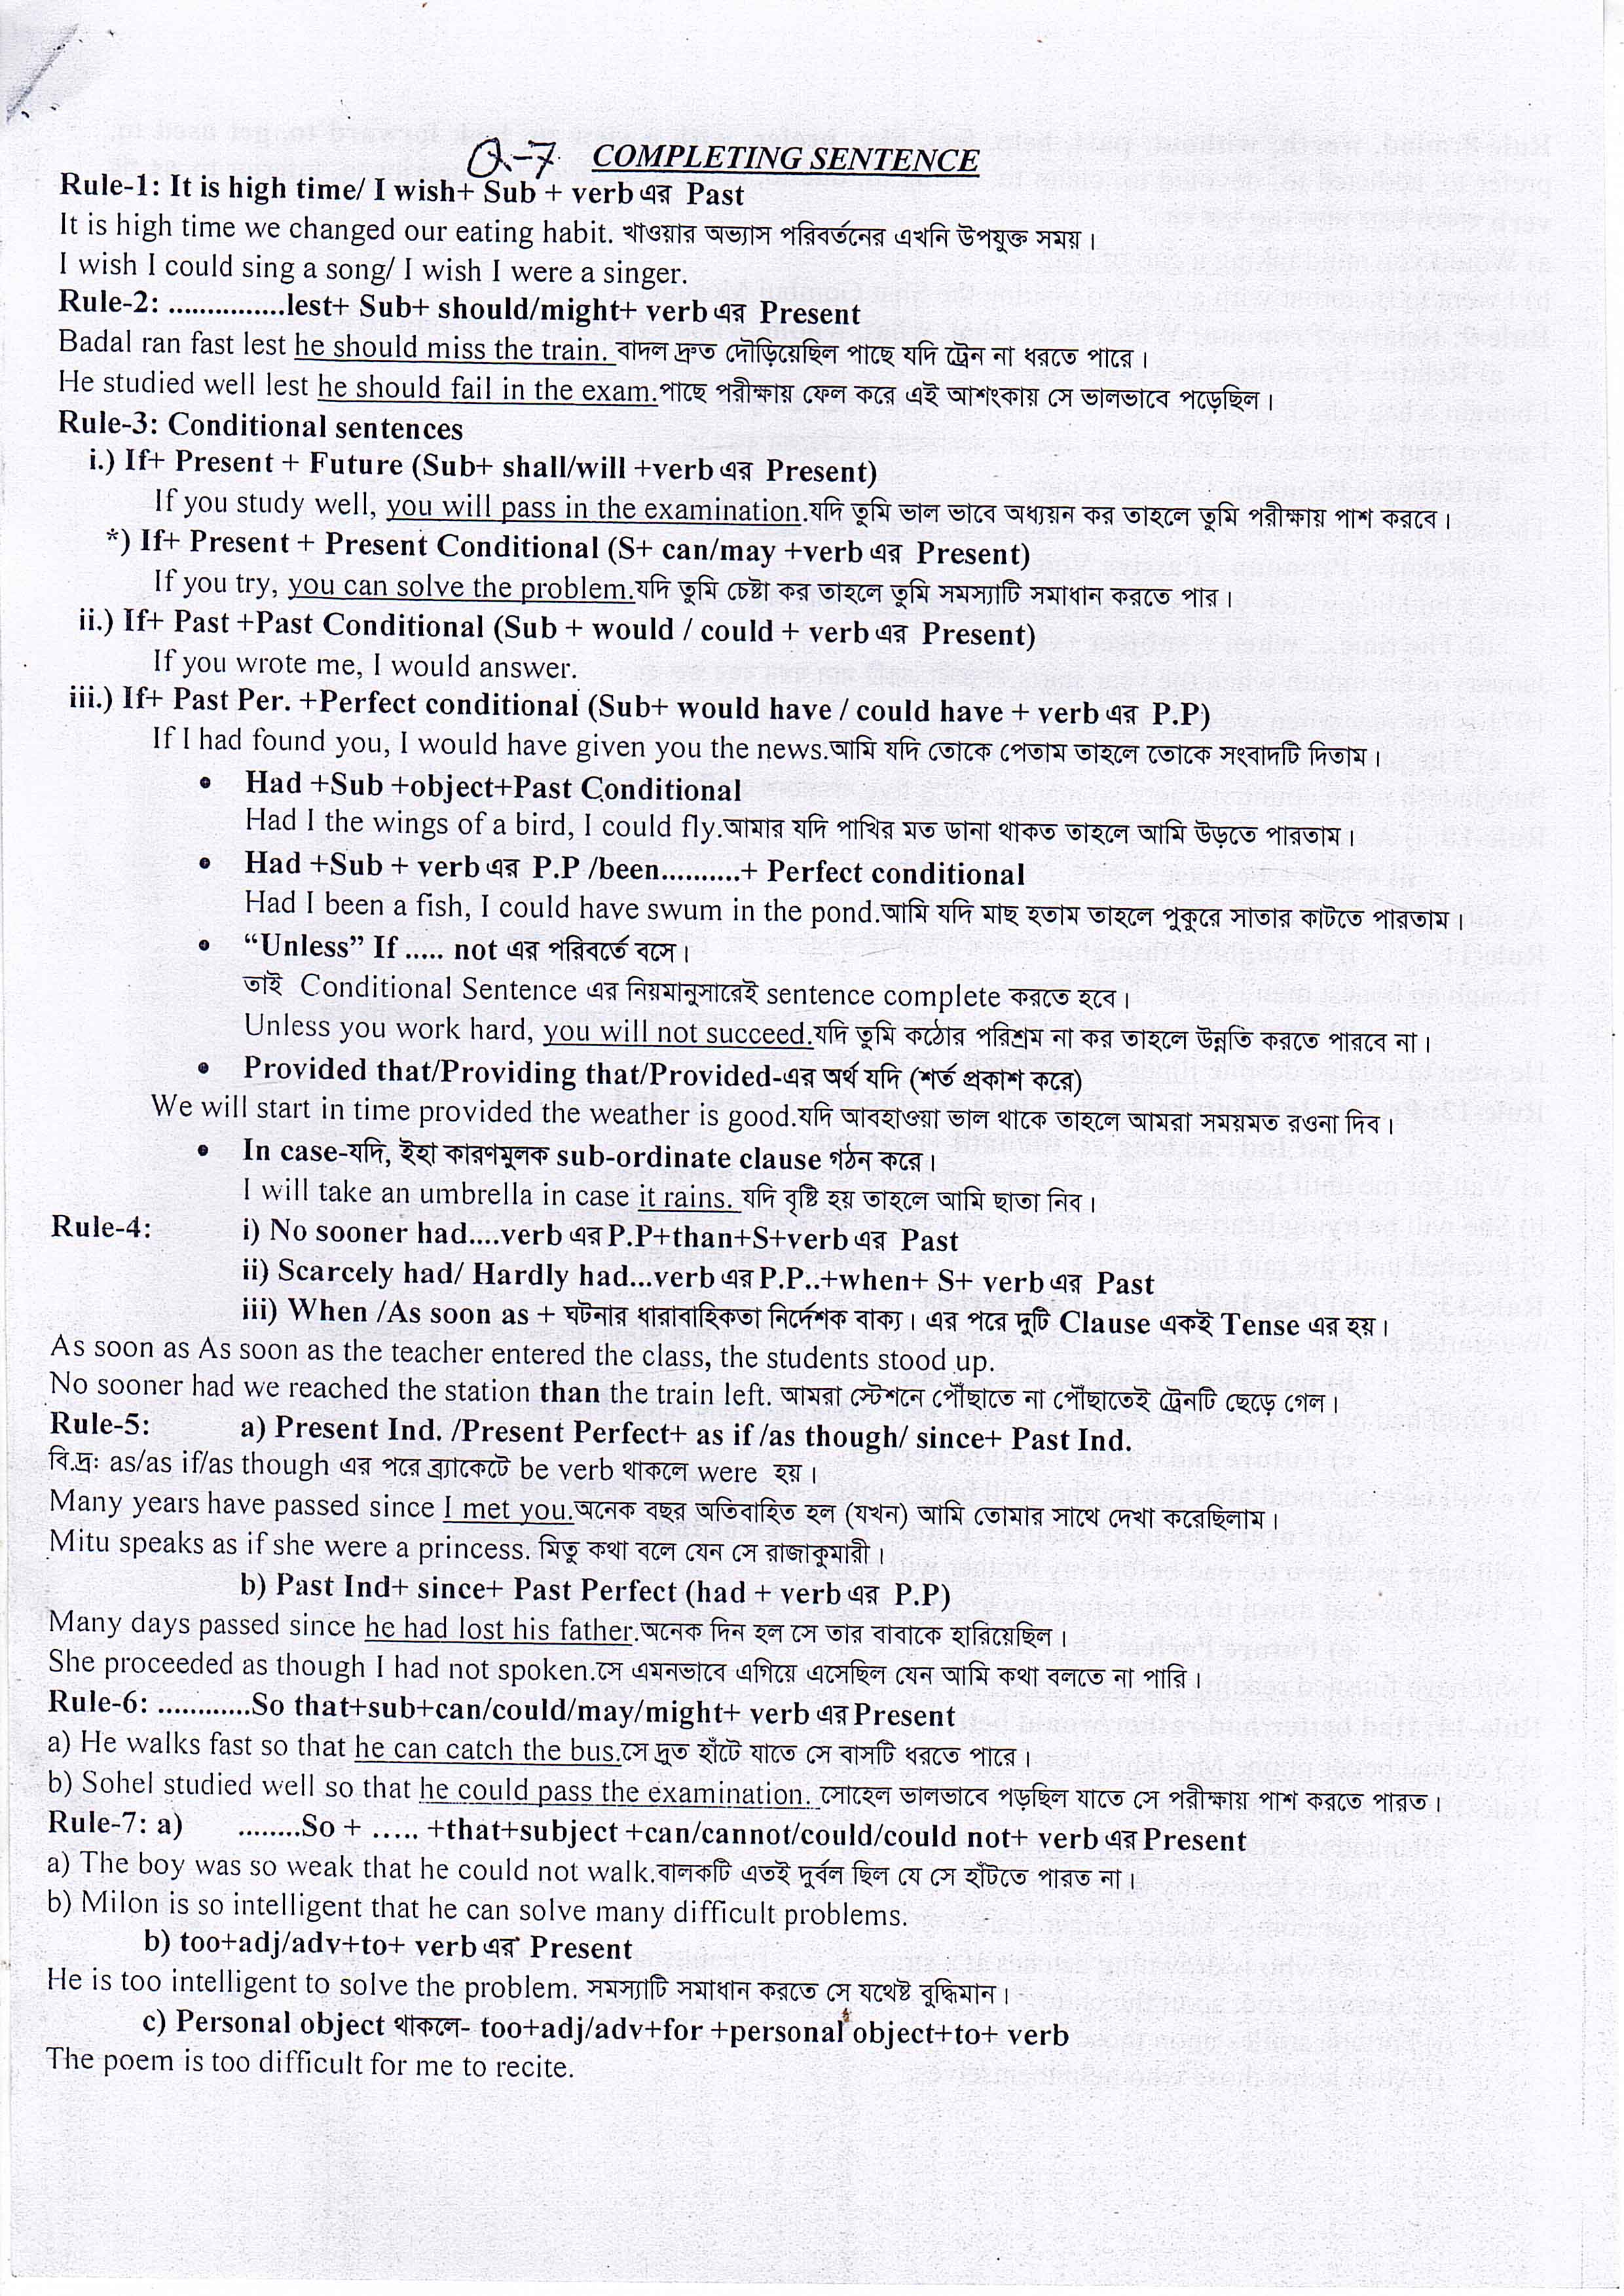 Q-7 COMPLETING SENTENCE
Rule-1: It is high time/ I wish+ Sub + verb এর Past
It is high time we changed our eating habit. খাওয়ার অভ্যাস পরিবর্তনের এখনি উপযুক্ত সময়।
I wish I could sing a song/ I wish I were a singer.
Rule-2: ...............lest+ Sub+ should/might+ verb এর Present
Badal ran fast lest he should miss the train. বাদল দ্রুত দৌড়িয়েছিল পাছে যদি ট্রেন না ধরতে পারে।
He studied well lest he should fail in the exam.পাছে পরীক্ষায় ফেল করে এই আশংকায় সে ভালভাবে পড়েছিল।
Rule-3: Conditional sentences
i.) If+ Present + Future (Sub+ shall/will +verb এর Present)
If you study well, you will pass in the examination.যদি তুমি ভাল ভাবে অধ্যয়ন কর তাহলে তুমি পরীক্ষায় পাশ করবে।
*) If+ Present + Present Conditional (S+ can/may +verb এর Present)
If you try, you can solve the problem.যদি তুমি চেষ্টা কর তাহলে তুমি সমস্যাটি সমাধান করতে পার।
ii.) If+ Past +Past Conditional (Sub + would / could + verb এর Present)
If you wrote me, I would answer.
iii.) If+ Past Per. +Perfect conditional (Sub+ would have / could have + verb এর P.P)
If I had found you, I would have given you the news.আমি যদি তোকে পেতাম তাহলে তোকে সংবাদটি দিতাম।
• Had +Sub +object+Past Conditional
Had I the wings of a bird, I could fly.আমার যদি পাখির মত ডানা থাকত তাহলে আমি উড়তে পারতাম।
• Had +Sub + verb এর P.P /been..........+ Perfect conditional
Had I been a fish, I could have swum in the pond.আমি যদি মাছ হতাম তাহলে পুকুরে সাতার কাটতে পারতাম।
• “Unless” If ..... not এর পরিবর্তে বসে।
তাই Conditional Sentence এর নিয়মানুসারেই sentence complete করতে হবে।
Unless you work hard, you will not succeed.যদি তুমি কঠোর পরিশ্রম না কর তাহলে উন্নতি করতে পারবে না।
• Provided that/Providing that/Provided-এর অর্থ যদি (শর্ত প্রকাশ করে)
We will start in time provided the weather is good.যদি আবহাওয়া ভাল থাকে তাহলে আমরা সময়মত রওনা দিব।
• In case-যদি, ইহা কারণমুলক sub-ordinate clause গঠন করে।
I will take an umbrella in case it rains. যদি বৃষ্টি হয় তাহলে আমি ছাতা নিব।
Rule-4: i) No sooner had....verb এর P.P+than+S+verb এর Past
ii) Scarcely had/ Hardly had...verb এর P.P..+when+ S+ verb এর Past
iii) When /As soon as + ঘটনার ধারাবাহিকতা নির্দেশক বাক্য। এর পরে দুটি Clause একই Tense এর হয়।
As soon as As soon as the teacher entered the class, the students stood up.
No sooner had we reached the station than the train left. আমরা স্টেশনে পৌঁছাতে না পৌঁছাতেই ট্রেনটি ছেড়ে গেল।
Rule-5: a) Present Ind. /Present Perfect+ as if /as though/ since+ Past Ind.
বি.দ্রঃ as/as if/as though এর পরে ব্র্যাকেটে be verb থাকলে were হয়।
Many years have passed since I met you.অনেক বছর অতিবাহিত হল (যখন) আমি তোমার সাথে দেখা করেছিলাম।
Mitu speaks as if she were a princess. মিতু কথা বলে যেন সে রাজাকুমারী।
b) Past Ind+ since+ Past Perfect (had + verb এর P.P)
Many days passed since he had lost his father.অনেক দিন হল সে তার বাবাকে হারিয়েছিল।
She proceeded as though I had not spoken.সে এমনভাবে এগিয়ে এসেছিল যেন আমি কথা বলতে না পারি।
Rule-6: ............So that+sub+can/could/may/might+ verb এর Present
a) He walks fast so that he can catch the bus.সে দ্রুত হাঁটে যাতে সে বাসটি ধরতে পারে।
b) Sohel studied well so that he could pass the examination. সোহেল ভালভাবে পড়ছিল যাতে সে পরীক্ষায় পাশ করতে পারত।
Rule-7: a) ........So + ..... +that+subject +can/cannot/could/could not+ verb এর Present
a) The boy was so weak that he could not walk.বালকটি এতই দুর্বল ছিল যে সে হাঁটতে পারত না।
b) Milon is so intelligent that he can solve many difficult problems.
b) too+adj/adv+to+ verb এর Present
He is too intelligent to solve the problem. সমস্যাটি সমাধান করতে সে যথেষ্ট বুদ্ধিমান।
c) Personal object থাকলে- too+adj/adv+for +personal object+to+ verb
The poem is too difficult for me to recite.